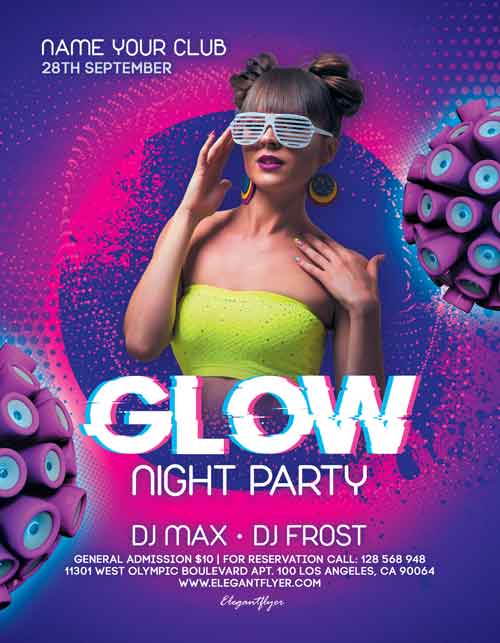 NAME YOUR CLUB
28TH SEPTEMBER
GLOW
NIGHT PARTY
DJ MAX • DJ FROST
GENERAL ADMISSION $10 | FOR RESERVATION CALL: 128 568 948
11301 WEST OLYMPIC BOULEVARD APT. 100 LOS ANGELES, CA 90064
WWW.ELEGANTFLYER.COM
Elegantflyer